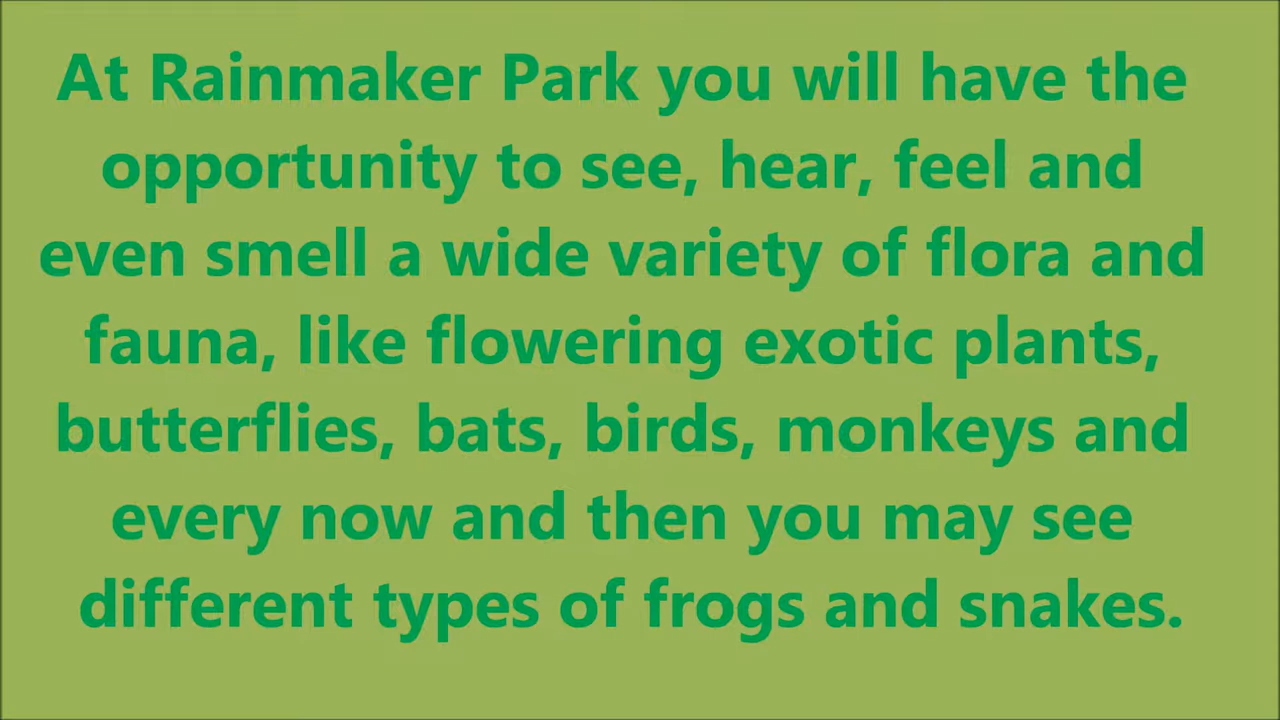 At Rainmaker Park you will have the
opportunity to see, hear, feel and
even smell a wide variety of flora and
fauna, like flowering exotic plants,
butterflies, bats, birds, monkeys and
every now and then you may see
different types of frogs and snakes.